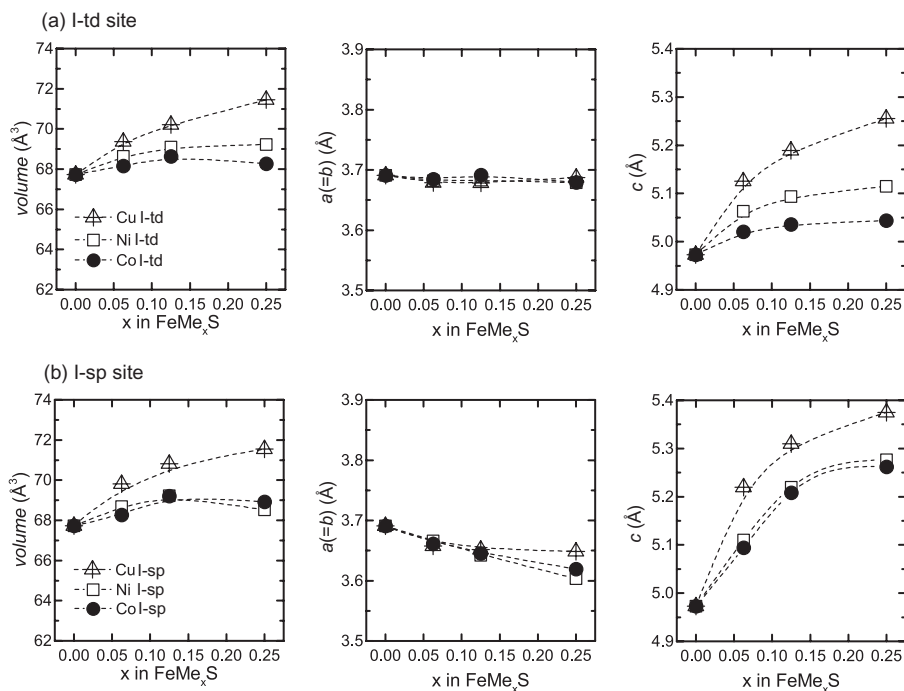 (a) I-td site
74
72
70
68
66
64
62
volume (Å³)
Cu I-td
Ni I-td
Co I-td
0.00 0.05 0.10 0.15 0.20 0.25
x in FeMeₓS
3.9
3.8
3.7
3.6
3.5
a(=b) (Å)
0.00 0.05 0.10 0.15 0.20 0.25
x in FeMeₓS
5.4
5.3
5.2
5.1
5.0
4.9
c (Å)
0.00 0.05 0.10 0.15 0.20 0.25
x in FeMeₓS
(b) I-sp site
74
72
70
68
66
64
62
volume (Å³)
Cu I-sp
Ni I-sp
Co I-sp
0.00 0.05 0.10 0.15 0.20 0.25
x in FeMeₓS
3.9
3.8
3.7
3.6
3.5
a(=b) (Å)
0.00 0.05 0.10 0.15 0.20 0.25
x in FeMeₓS
5.4
5.3
5.2
5.1
5.0
4.9
c (Å)
0.00 0.05 0.10 0.15 0.20 0.25
x in FeMeₓS